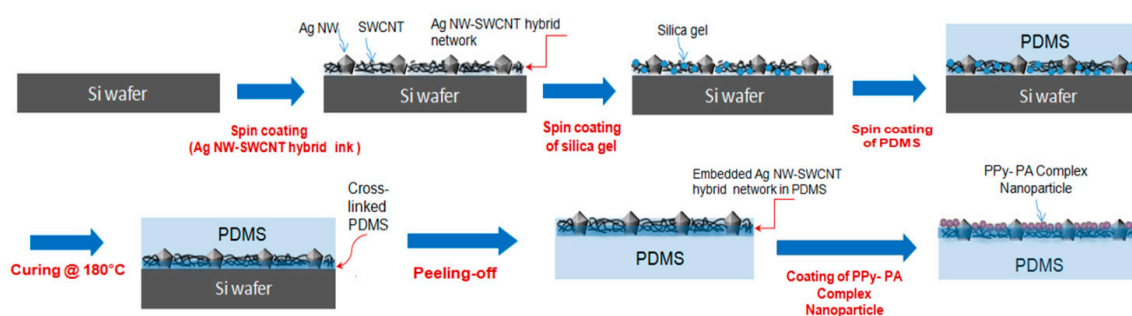 Si wafer
Spin coating
(Ag NW-SWCNT hybrid ink )
Ag NW
SWCNT
Ag NW-SWCNT hybrid
network
Si wafer
Spin coating
of silica gel
Silica gel
Si wafer
Spin coating
of PDMS
PDMS
Si wafer
Curing @ 180°C
PDMS
Si wafer
Cross-
linked
PDMS
Peeling-off
Embedded Ag NW-SWCNT
hybrid network in PDMS
PDMS
Coating of PPy- PA
Complex
Nanoparticle
PPy- PA Complex
Nanoparticle
PDMS